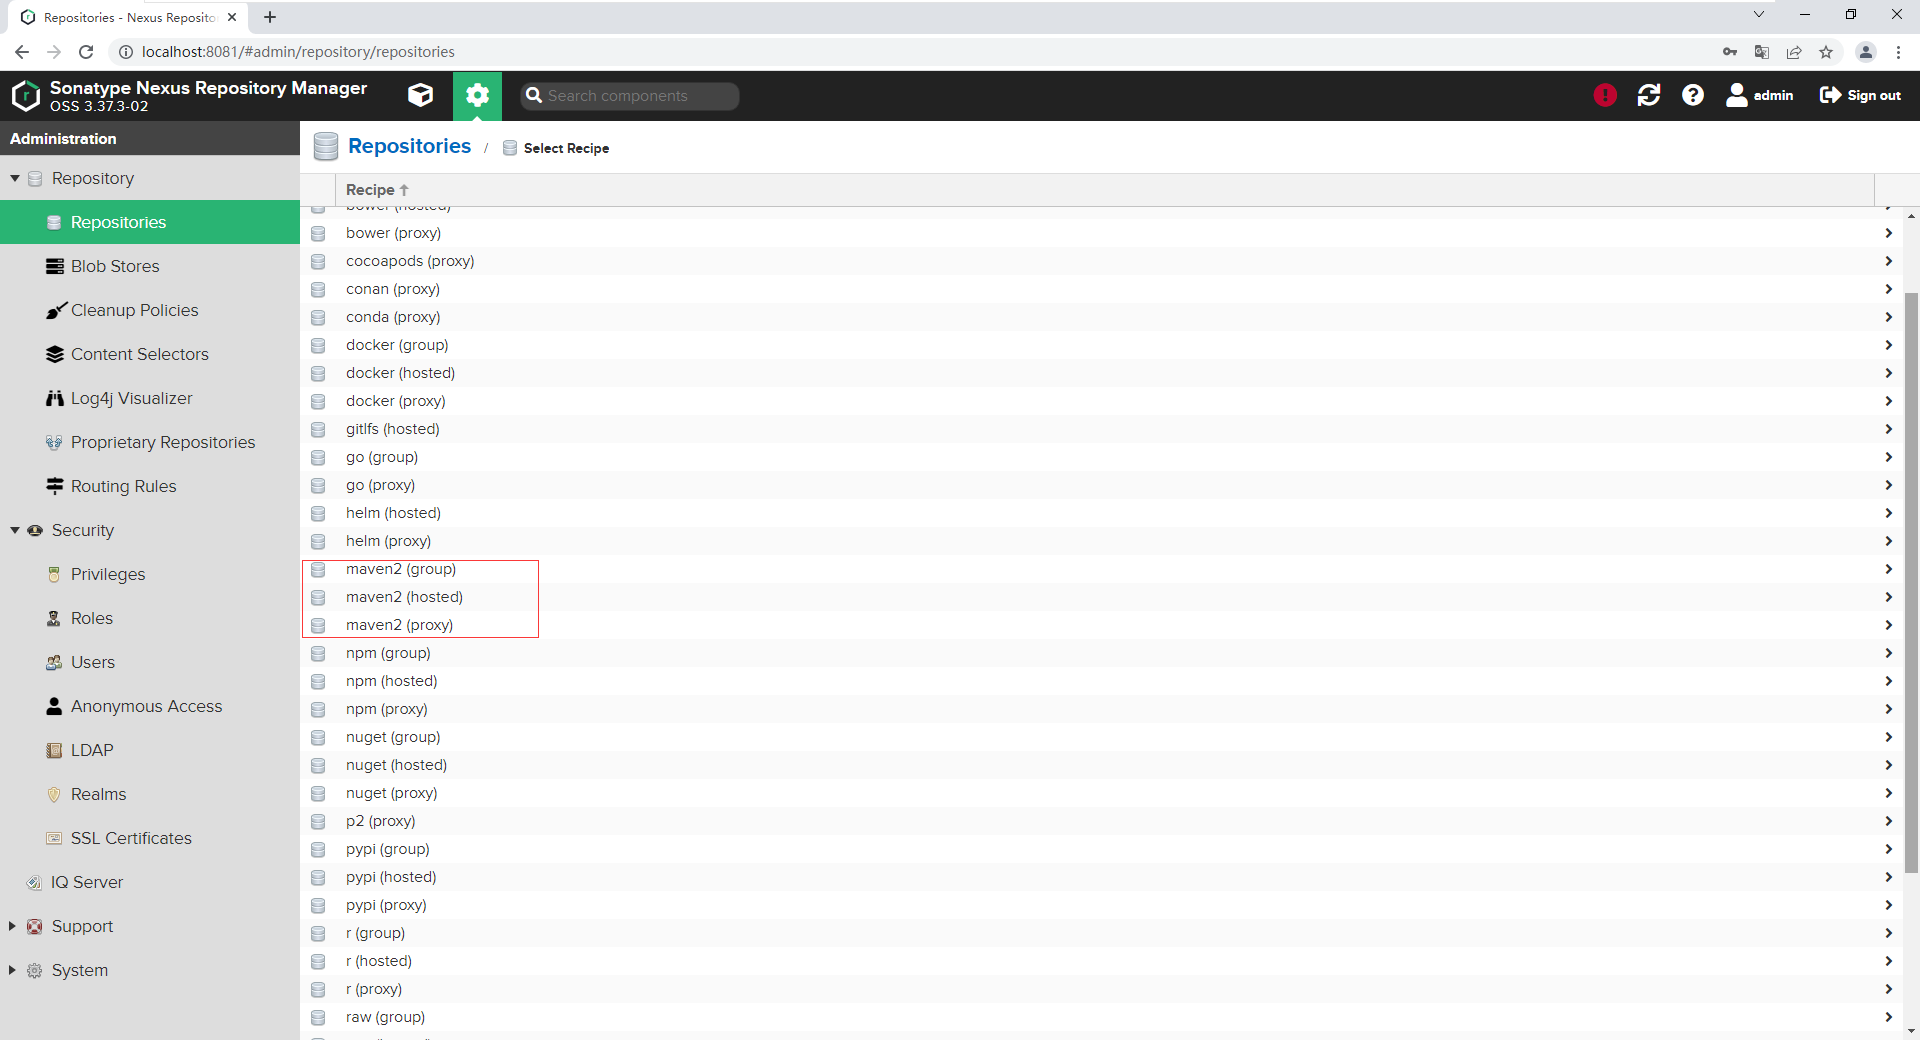 Repositories - Nexus Reposito
localhost:8081/#admin/repository/repositories
Sonatype Nexus Repository Manager
OSS 3.37.3-02
Search components
admin
Sign out
Administration
Repository
Repositories
Blob Stores
Cleanup Policies
Content Selectors
Log4j Visualizer
Proprietary Repositories
Routing Rules
Security
Privileges
Roles
Users
Anonymous Access
LDAP
Realms
SSL Certificates
IQ Server
Support
System
Repositories / Select Recipe
Recipe
bower (hosted)
bower (proxy)
cocoapods (proxy)
conan (proxy)
conda (proxy)
docker (group)
docker (hosted)
docker (proxy)
gitlfs (hosted)
go (group)
go (proxy)
helm (hosted)
helm (proxy)
maven2 (group)
maven2 (hosted)
maven2 (proxy)
npm (group)
npm (hosted)
npm (proxy)
nuget (group)
nuget (hosted)
nuget (proxy)
p2 (proxy)
pypi (group)
pypi (hosted)
pypi (proxy)
r (group)
r (hosted)
r (proxy)
raw (group)